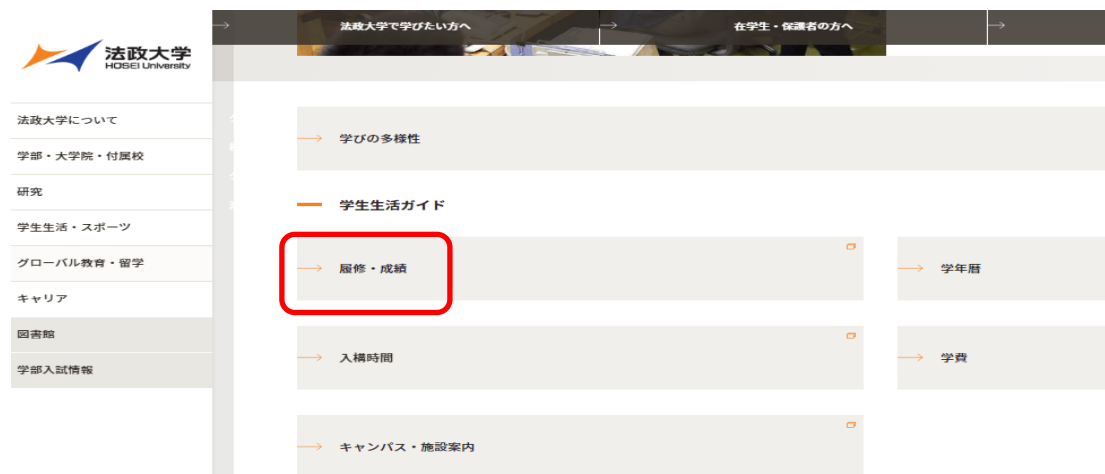 法政大学で学びたい方へ
在学生・保護者の方へ
法政大学
HOSEI University
法政大学について
学部・大学院・付属校
研究
学生生活・スポーツ
グローバル教育・留学
キャリア
図書館
学部入試情報
学びの多様性
学生生活ガイド
履修・成績
学年暦
入構時間
学費
キャンパス・施設案内